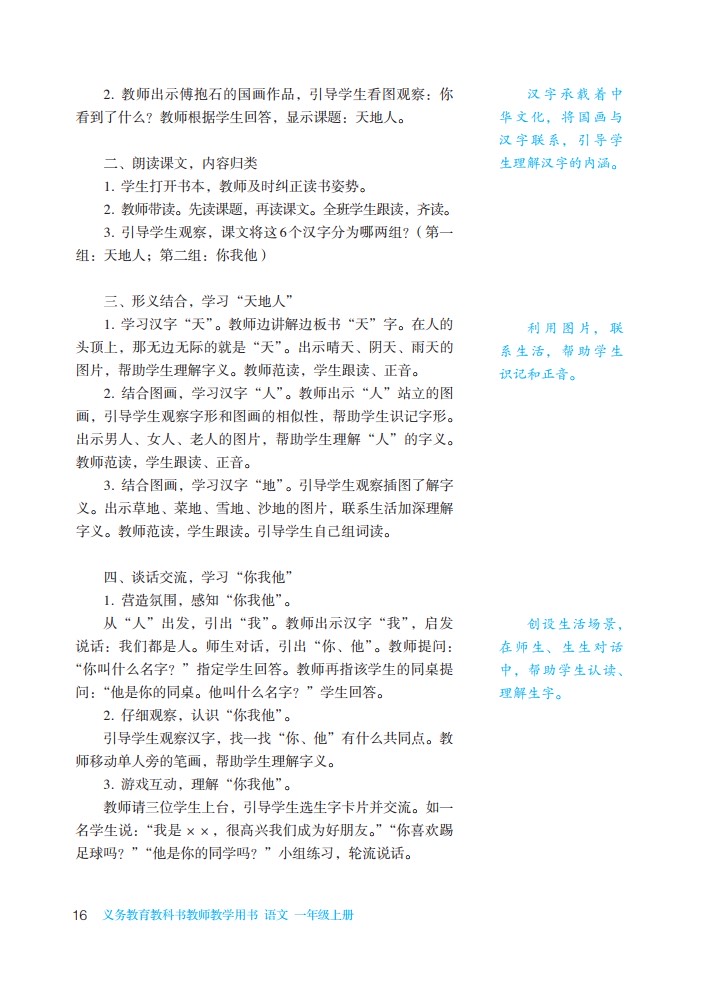 2. 教师出示傅抱石的国画作品，引导学生看图观察：你
看到了什么？教师根据学生回答，显示课题：天地人。
汉字承载着中
华文化，将国画与
汉字联系，引导学
生理解汉字的内涵。
二、朗读课文，内容归类
1. 学生打开书本，教师及时纠正读书姿势。
2. 教师带读。先读课题，再读课文。全班学生跟读，齐读。
3. 引导学生观察，课文将这6个汉字分为哪两组？（第一
组：天地人；第二组：你我他）
三、形义结合，学习“天地人”
1. 学习汉字“天”。教师边讲解边板书“天”字。在人的
头顶上，那无边无际的就是“天”。出示晴天、阴天、雨天的
图片，帮助学生理解字义。教师范读，学生跟读、正音。
利用图片，联
系生活，帮助学生
识记和正音。
2. 结合图画，学习汉字“人”。教师出示“人”站立的图
画，引导学生观察字形和图画的相似性，帮助学生识记字形。
出示男人、女人、老人的图片，帮助学生理解“人”的字义。
教师范读，学生跟读、正音。
3. 结合图画，学习汉字“地”。引导学生观察插图了解字
义。出示草地、菜地、雪地、沙地的图片，联系生活加深理解
字义。教师范读，学生跟读。引导学生自己组词读。
四、谈话交流，学习“你我他”
1. 营造氛围，感知“你我他”。
从“人”出发，引出“我”。教师出示汉字“我”，启发
说话：我们都是人。师生对话，引出“你、他”。教师提问：
“你叫什么名字？”指定学生回答。教师再指该学生的同桌提
问：“他是你的同桌。他叫什么名字？”学生回答。
创设生活场景，
在师生、生生对话
中，帮助学生认读、
理解生字。
2. 仔细观察，认识“你我他”。
引导学生观察汉字，找一找“你、他”有什么共同点。教
师移动单人旁的笔画，帮助学生理解字义。
3. 游戏互动，理解“你我他”。
教师请三位学生上台，引导学生选生字卡片并交流。如一
名学生说：“我是××，很高兴我们成为好朋友。”“你喜欢踢
足球吗？”“他是你的同学吗？”小组练习，轮流说话。
16 义务教育教科书教师教学用书 语文 一年级上册